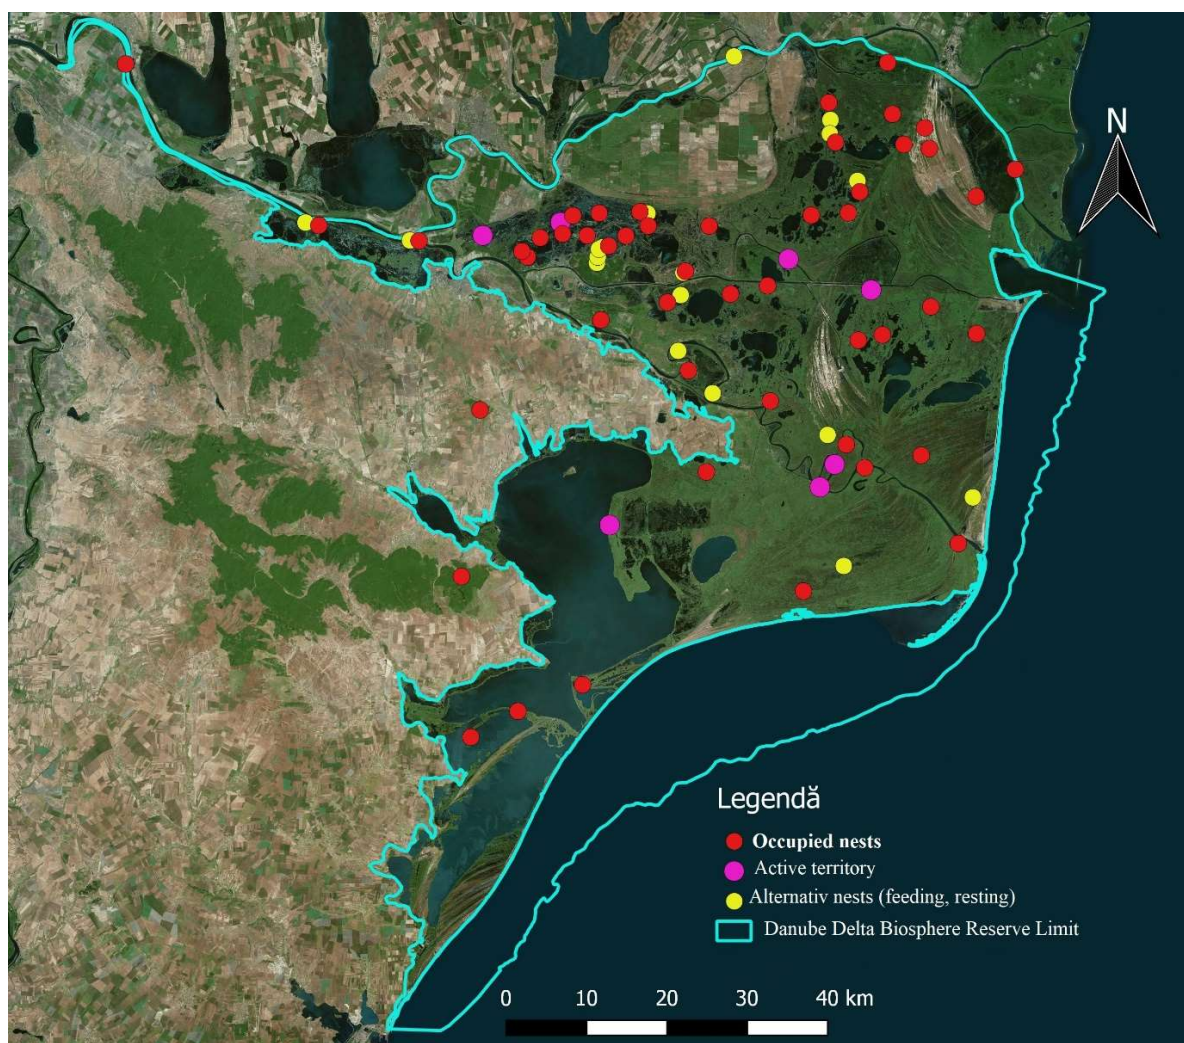 N
Legendă
Occupied nests
Active territory
Alternativ nests (feeding, resting)
Danube Delta Biosphere Reserve Limit
0 10 20 30 40 km